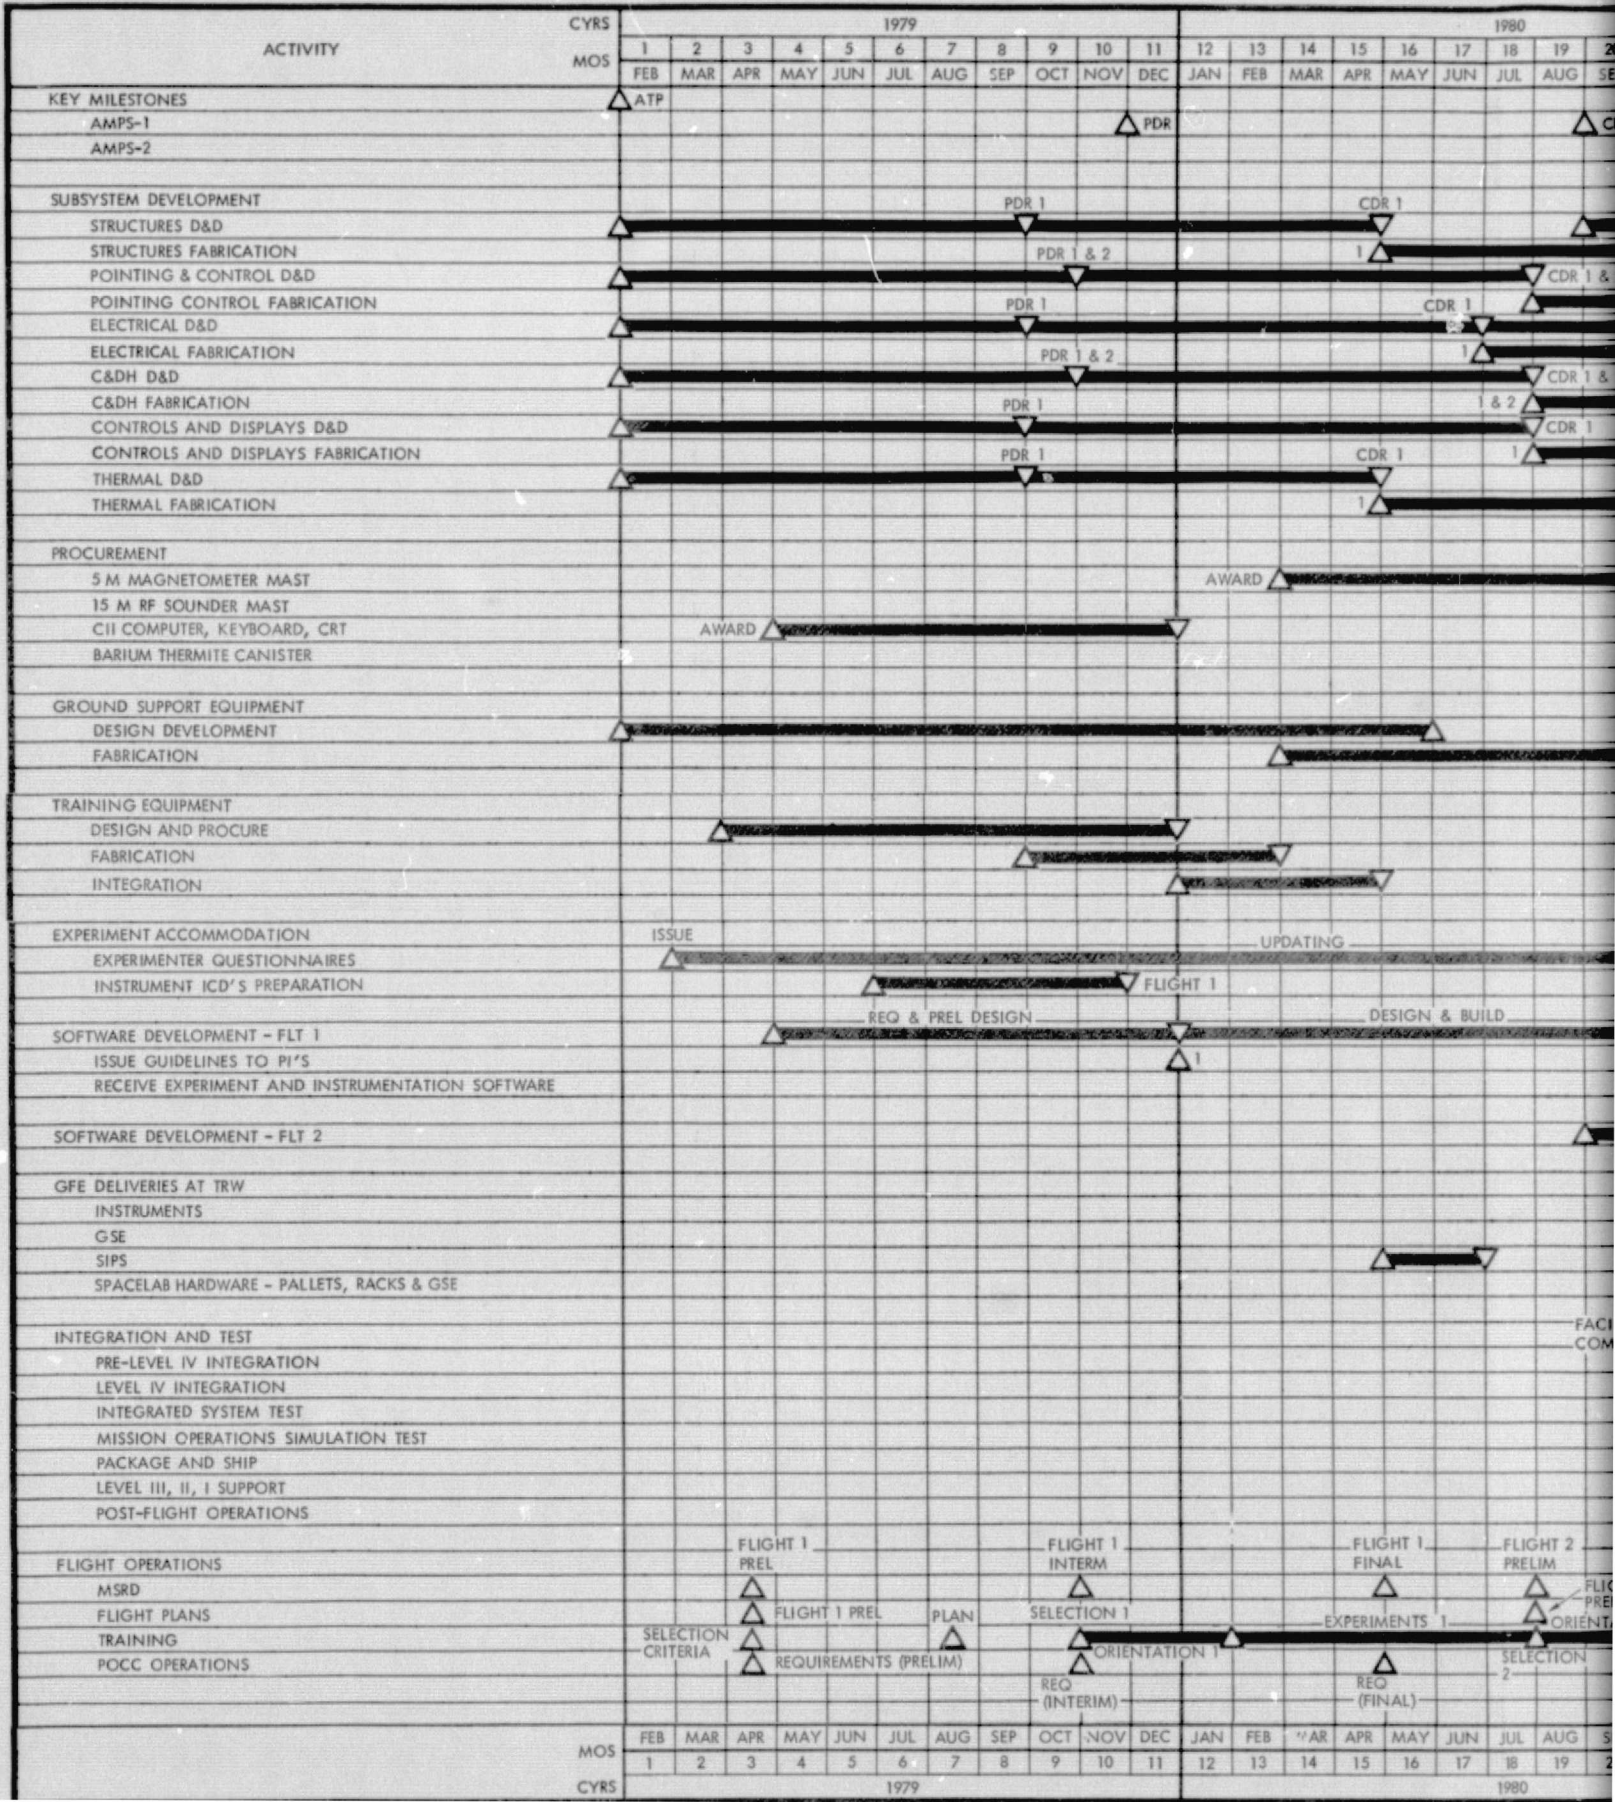 CYRS 1979 1980
ACTIVITY
MOS 1 2 3 4 5 6 7 8 9 10 11 12 13 14 15 16 17 18 19
FEB MAR APR MAY JUN JUL AUG SEP OCT NOV DEC JAN FEB MAR APR MAY JUN JUL AUG
KEY MILESTONES ATP
AMPS-1 PDR
AMPS-2
SUBSYSTEM DEVELOPMENT PDR 1 CDR 1
STRUCTURES D&D
STRUCTURES FABRICATION PDR 1 & 2 1
POINTING & CONTROL D&D CDR 1 &
POINTING CONTROL FABRICATION PDR 1 CDR 1
ELECTRICAL D&D
ELECTRICAL FABRICATION PDR 1 & 2 1
C&DH D&D CDR 1 &
C&DH FABRICATION PDR 1 1 & 2
CONTROLS AND DISPLAYS D&D CDR 1
CONTROLS AND DISPLAYS FABRICATION PDR 1 CDR 1 1
THERMAL D&D
THERMAL FABRICATION 1
PROCUREMENT
5 M MAGNETOMETER MAST AWARD
15 M RF SOUNDER MAST
CII COMPUTER, KEYBOARD, CRT AWARD
BARIUM THERMITE CANISTER
GROUND SUPPORT EQUIPMENT
DESIGN DEVELOPMENT
FABRICATION
TRAINING EQUIPMENT
DESIGN AND PROCURE
FABRICATION
INTEGRATION
EXPERIMENT ACCOMMODATION ISSUE UPDATING
EXPERIMENTER QUESTIONNAIRES
INSTRUMENT ICD'S PREPARATION FLIGHT 1
REQ & PREL DESIGN DESIGN & BUILD
SOFTWARE DEVELOPMENT - FLT 1
ISSUE GUIDELINES TO PI'S 1
RECEIVE EXPERIMENT AND INSTRUMENTATION SOFTWARE
SOFTWARE DEVELOPMENT - FLT 2
GFE DELIVERIES AT TRW
INSTRUMENTS
GSE
SIPS
SPACELAB HARDWARE - PALLETS, RACKS & GSE
INTEGRATION AND TEST
PRE-LEVEL IV INTEGRATION
LEVEL IV INTEGRATION
INTEGRATED SYSTEM TEST
MISSION OPERATIONS SIMULATION TEST
PACKAGE AND SHIP
LEVEL III, II, I SUPPORT
POST-FLIGHT OPERATIONS
FLIGHT 1 FLIGHT 1 FLIGHT 1 FLIGHT 2
FLIGHT OPERATIONS PREL INTERM FINAL PRELIM
MSRD
FLIGHT PLANS FLIGHT 1 PREL PLAN SELECTION 1 EXPERIMENTS 1
TRAINING SELECTION
CRITERIA ORIENTATION 1 SELECTION
POCC OPERATIONS REQUIREMENTS (PRELIM) 2
REQ REQ
(INTERIM) (FINAL)
FEB MAR APR MAY JUN JUL AUG SEP OCT NOV DEC JAN FEB APR MAY JUN JUL AUG
MOS 1 2 3 4 5 6 7 8 9 10 11 12 13 14 15 16 17 18 19
CYRS 1979 1980